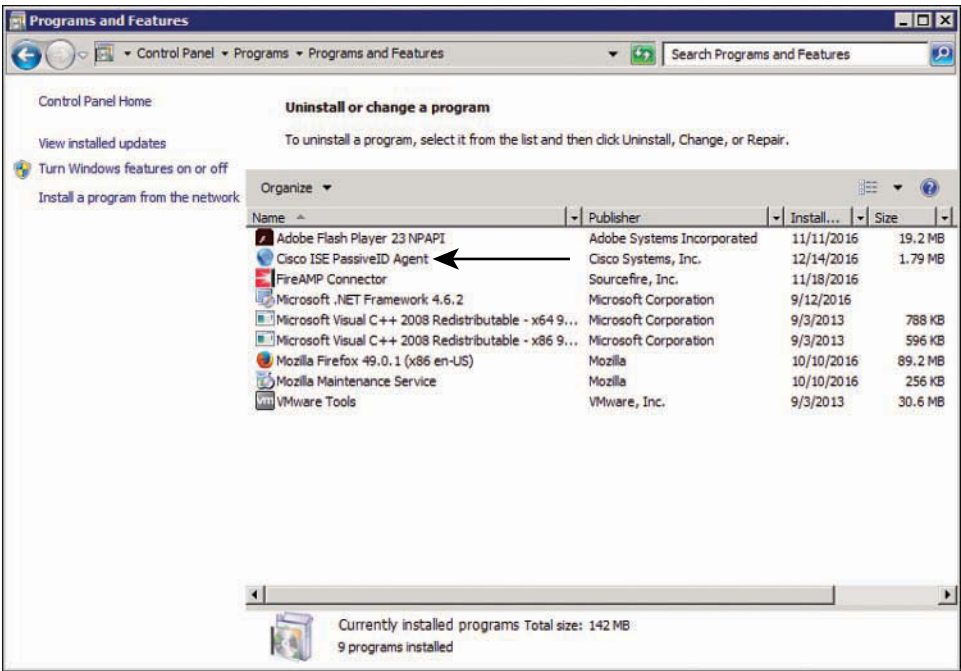 Programs and Features
Control Panel Programs Programs and Features Search Programs and Features
Control Panel Home
View installed updates
Turn Windows features on or off
Install a program from the network
Uninstall or change a program
To uninstall a program, select it from the list and then click Uninstall, Change, or Repair.
Organize
Name Publisher Install... Size
Adobe Flash Player 23 NPAPI Adobe Systems Incorporated 11/11/2016 19.2 MB
Cisco ISE PassiveID Agent Cisco Systems, Inc. 12/14/2016 1.79 MB
FireAMP Connector Sourcefire, Inc. 11/18/2016
Microsoft .NET Framework 4.6.2 Microsoft Corporation 9/12/2016
Microsoft Visual C++ 2008 Redistributable - x64 9... Microsoft Corporation 9/3/2013 788 KB
Microsoft Visual C++ 2008 Redistributable - x86 9... Microsoft Corporation 9/3/2013 596 KB
Mozilla Firefox 49.0.1 (x86 en-US) Mozilla 10/10/2016 89.2 MB
Mozilla Maintenance Service Mozilla 10/10/2016 256 KB
VMware Tools VMware, Inc. 9/3/2013 30.6 MB
Currently installed programs Total size: 142 MB
9 programs installed